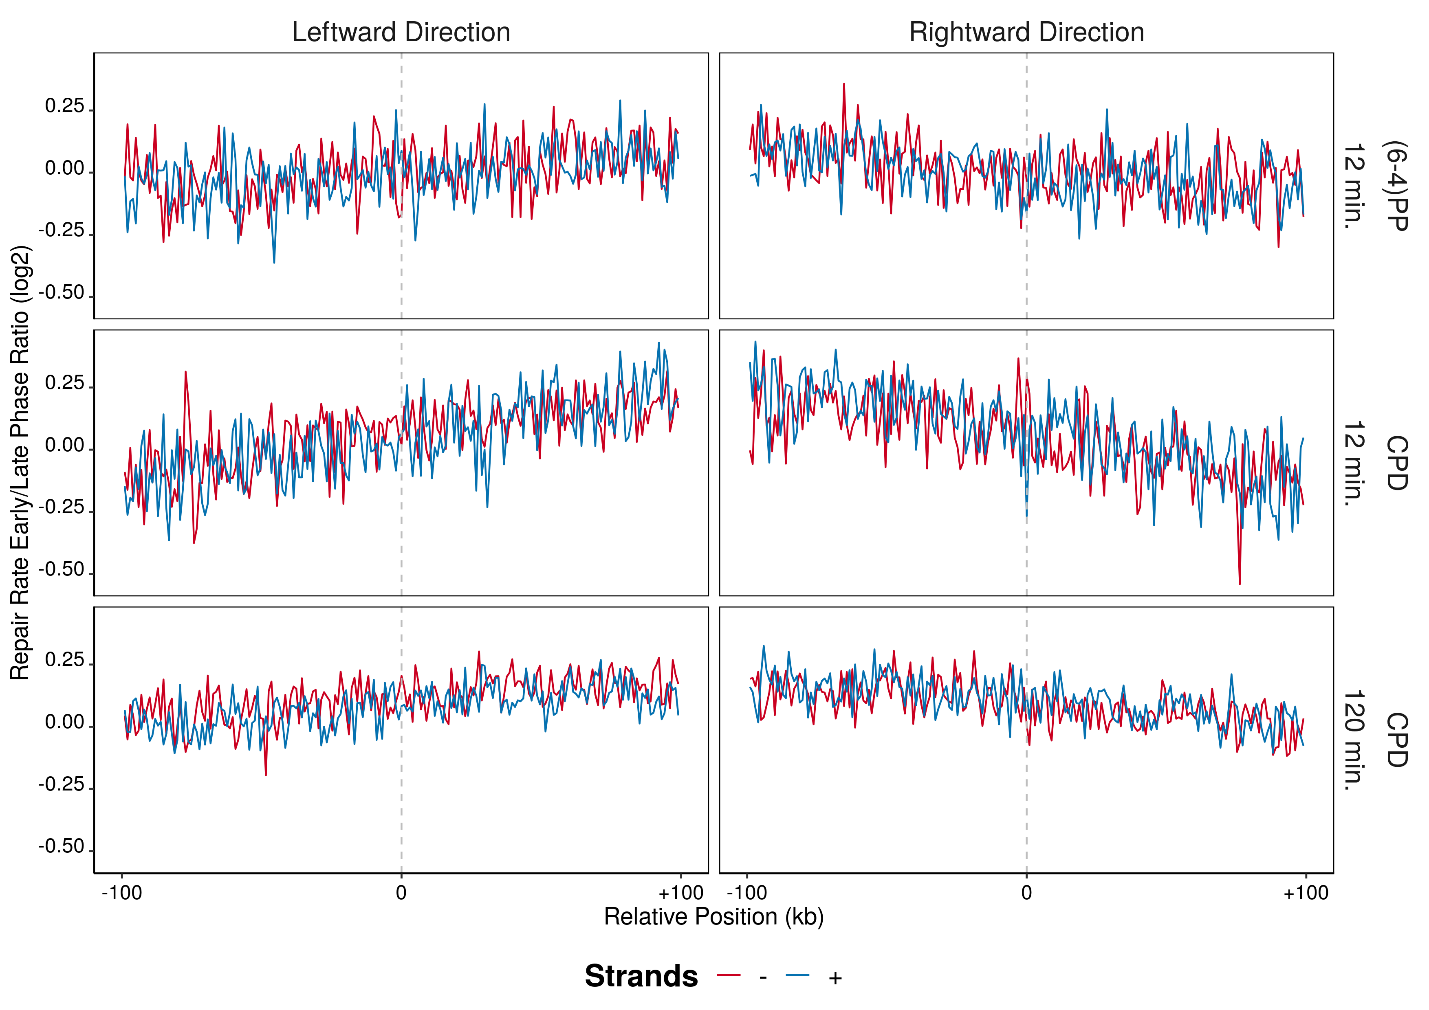 Leftward Direction
Rightward Direction
Repair Rate Early/Late Phase Ratio (log2)
0.25
0.00
-0.25
-0.50
(6-4)PP
12 min.
0.25
0.00
-0.25
-0.50
CPD
12 min.
0.25
0.00
-0.25
-0.50
CPD
120 min.
-100 0 +100 -100 0 +100
Relative Position (kb)
Strands - +